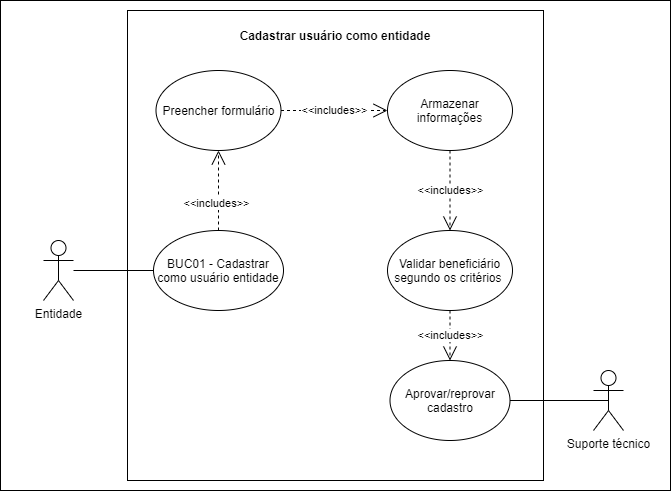 Cadastrar usuário como entidade
Preencher formulário
<<includes>>
Armazenar
informações
<<includes>>
<<includes>>
BUC01 - Cadastrar
como usuário entidade
Validar beneficiário
segundo os critérios
Entidade
<<includes>>
Aprovar/reprovar
cadastro
Suporte técnico